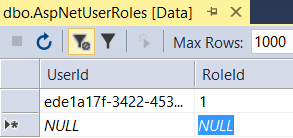 dbo.AspNetUserRoles [Data]
Max Rows: 1000
UserId RoleId
ede1a17f-3422-453... 1
NULL NULL